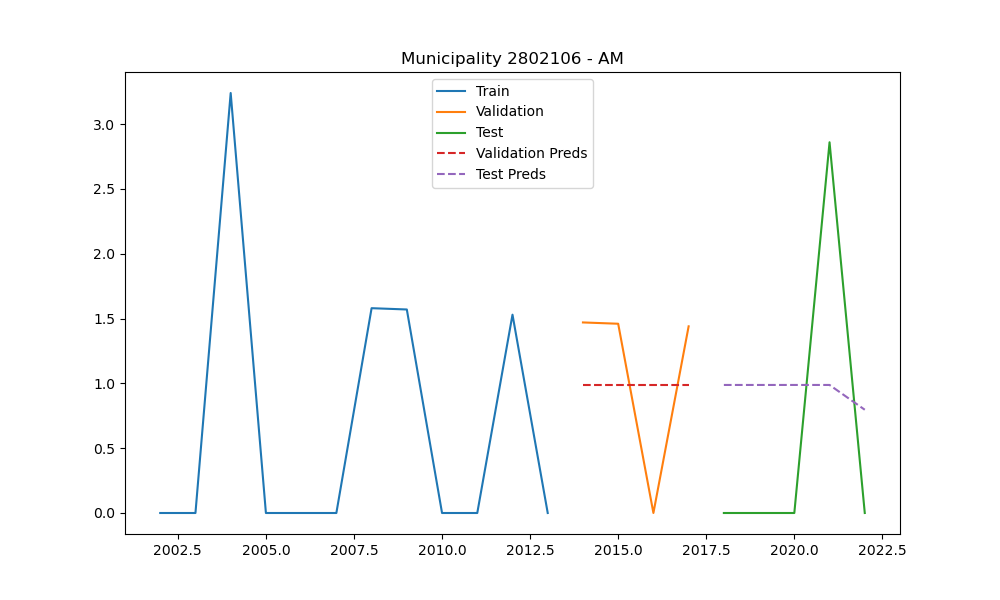 Municipality 2802106 - AM
Train
Validation
Test
Validation Preds
Test Preds
3.0
2.5
2.0
1.5
1.0
0.5
0.0
2002.5 2005.0 2007.5 2010.0 2012.5 2015.0 2017.5 2020.0 2022.5